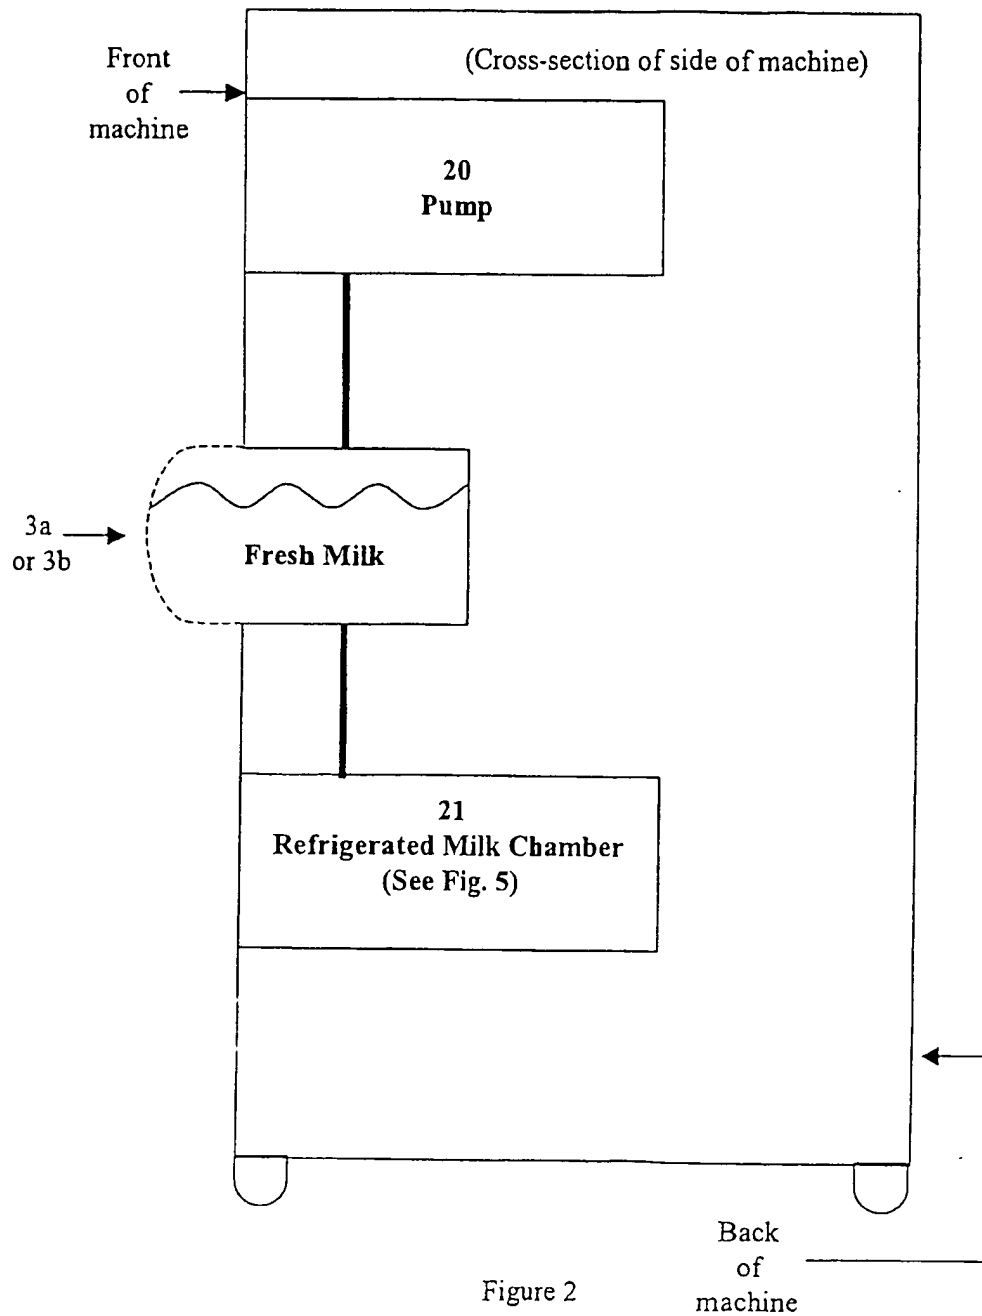 (Cross-section of side of machine)
Front
of
machine
20
Pump
3a
or 3b
Fresh Milk
21
Refrigerated Milk Chamber
(See Fig. 5)
Back
of
machine
Figure 2